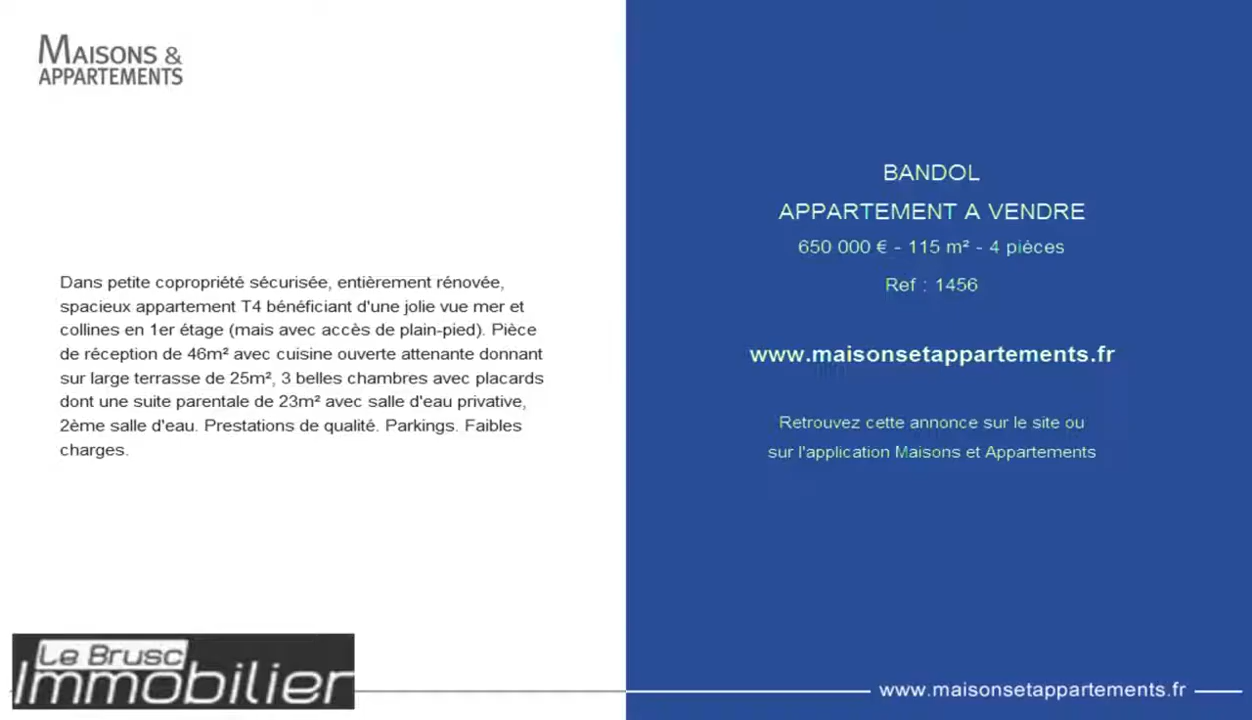 MAISONS &
APPARTEMENTS
Dans petite copropriété sécurisée, entièrement rénovée,
spacieux appartement T4 bénéficiant d'une jolie vue mer et
collines en 1er étage (mais avec accès de plain-pied). Pièce
de réception de 46m² avec cuisine ouverte attenante donnant
sur large terrasse de 25m², 3 belles chambres avec placards
dont une suite parentale de 23m² avec salle d'eau privative,
2ème salle d'eau. Prestations de qualité. Parkings. Faibles
charges.
Le Brusc
Immobilier
BANDOL
APPARTEMENT A VENDRE
650 000 € - 115 m² - 4 pièces
Ref : 1456
www.maisonsetappartements.fr
Retrouvez cette annonce sur le site ou
sur l'application Maisons et Appartements
www.maisonsetappartements.fr